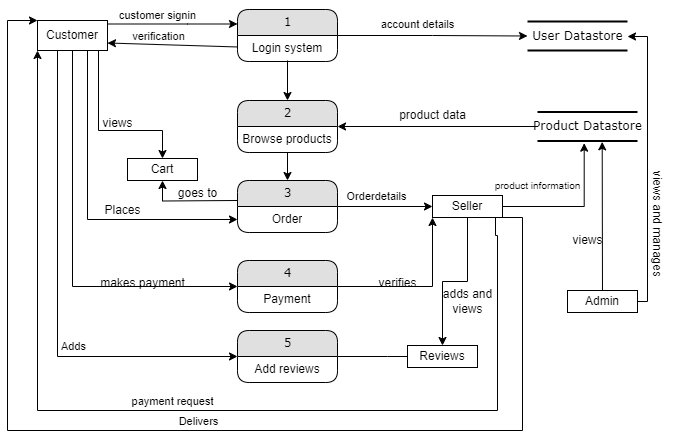 customer signin
1
account details
Customer
verification
Login system
User Datastore
2
product data
views
Browse products
Product Datastore
Cart
3
goes to
Orderdetails
product information
Places
Order
Seller
views and manages
views
4
makes payment
verifies
Payment
adds and
views
Admin
5
Adds
Reviews
Add reviews
payment request
Delivers